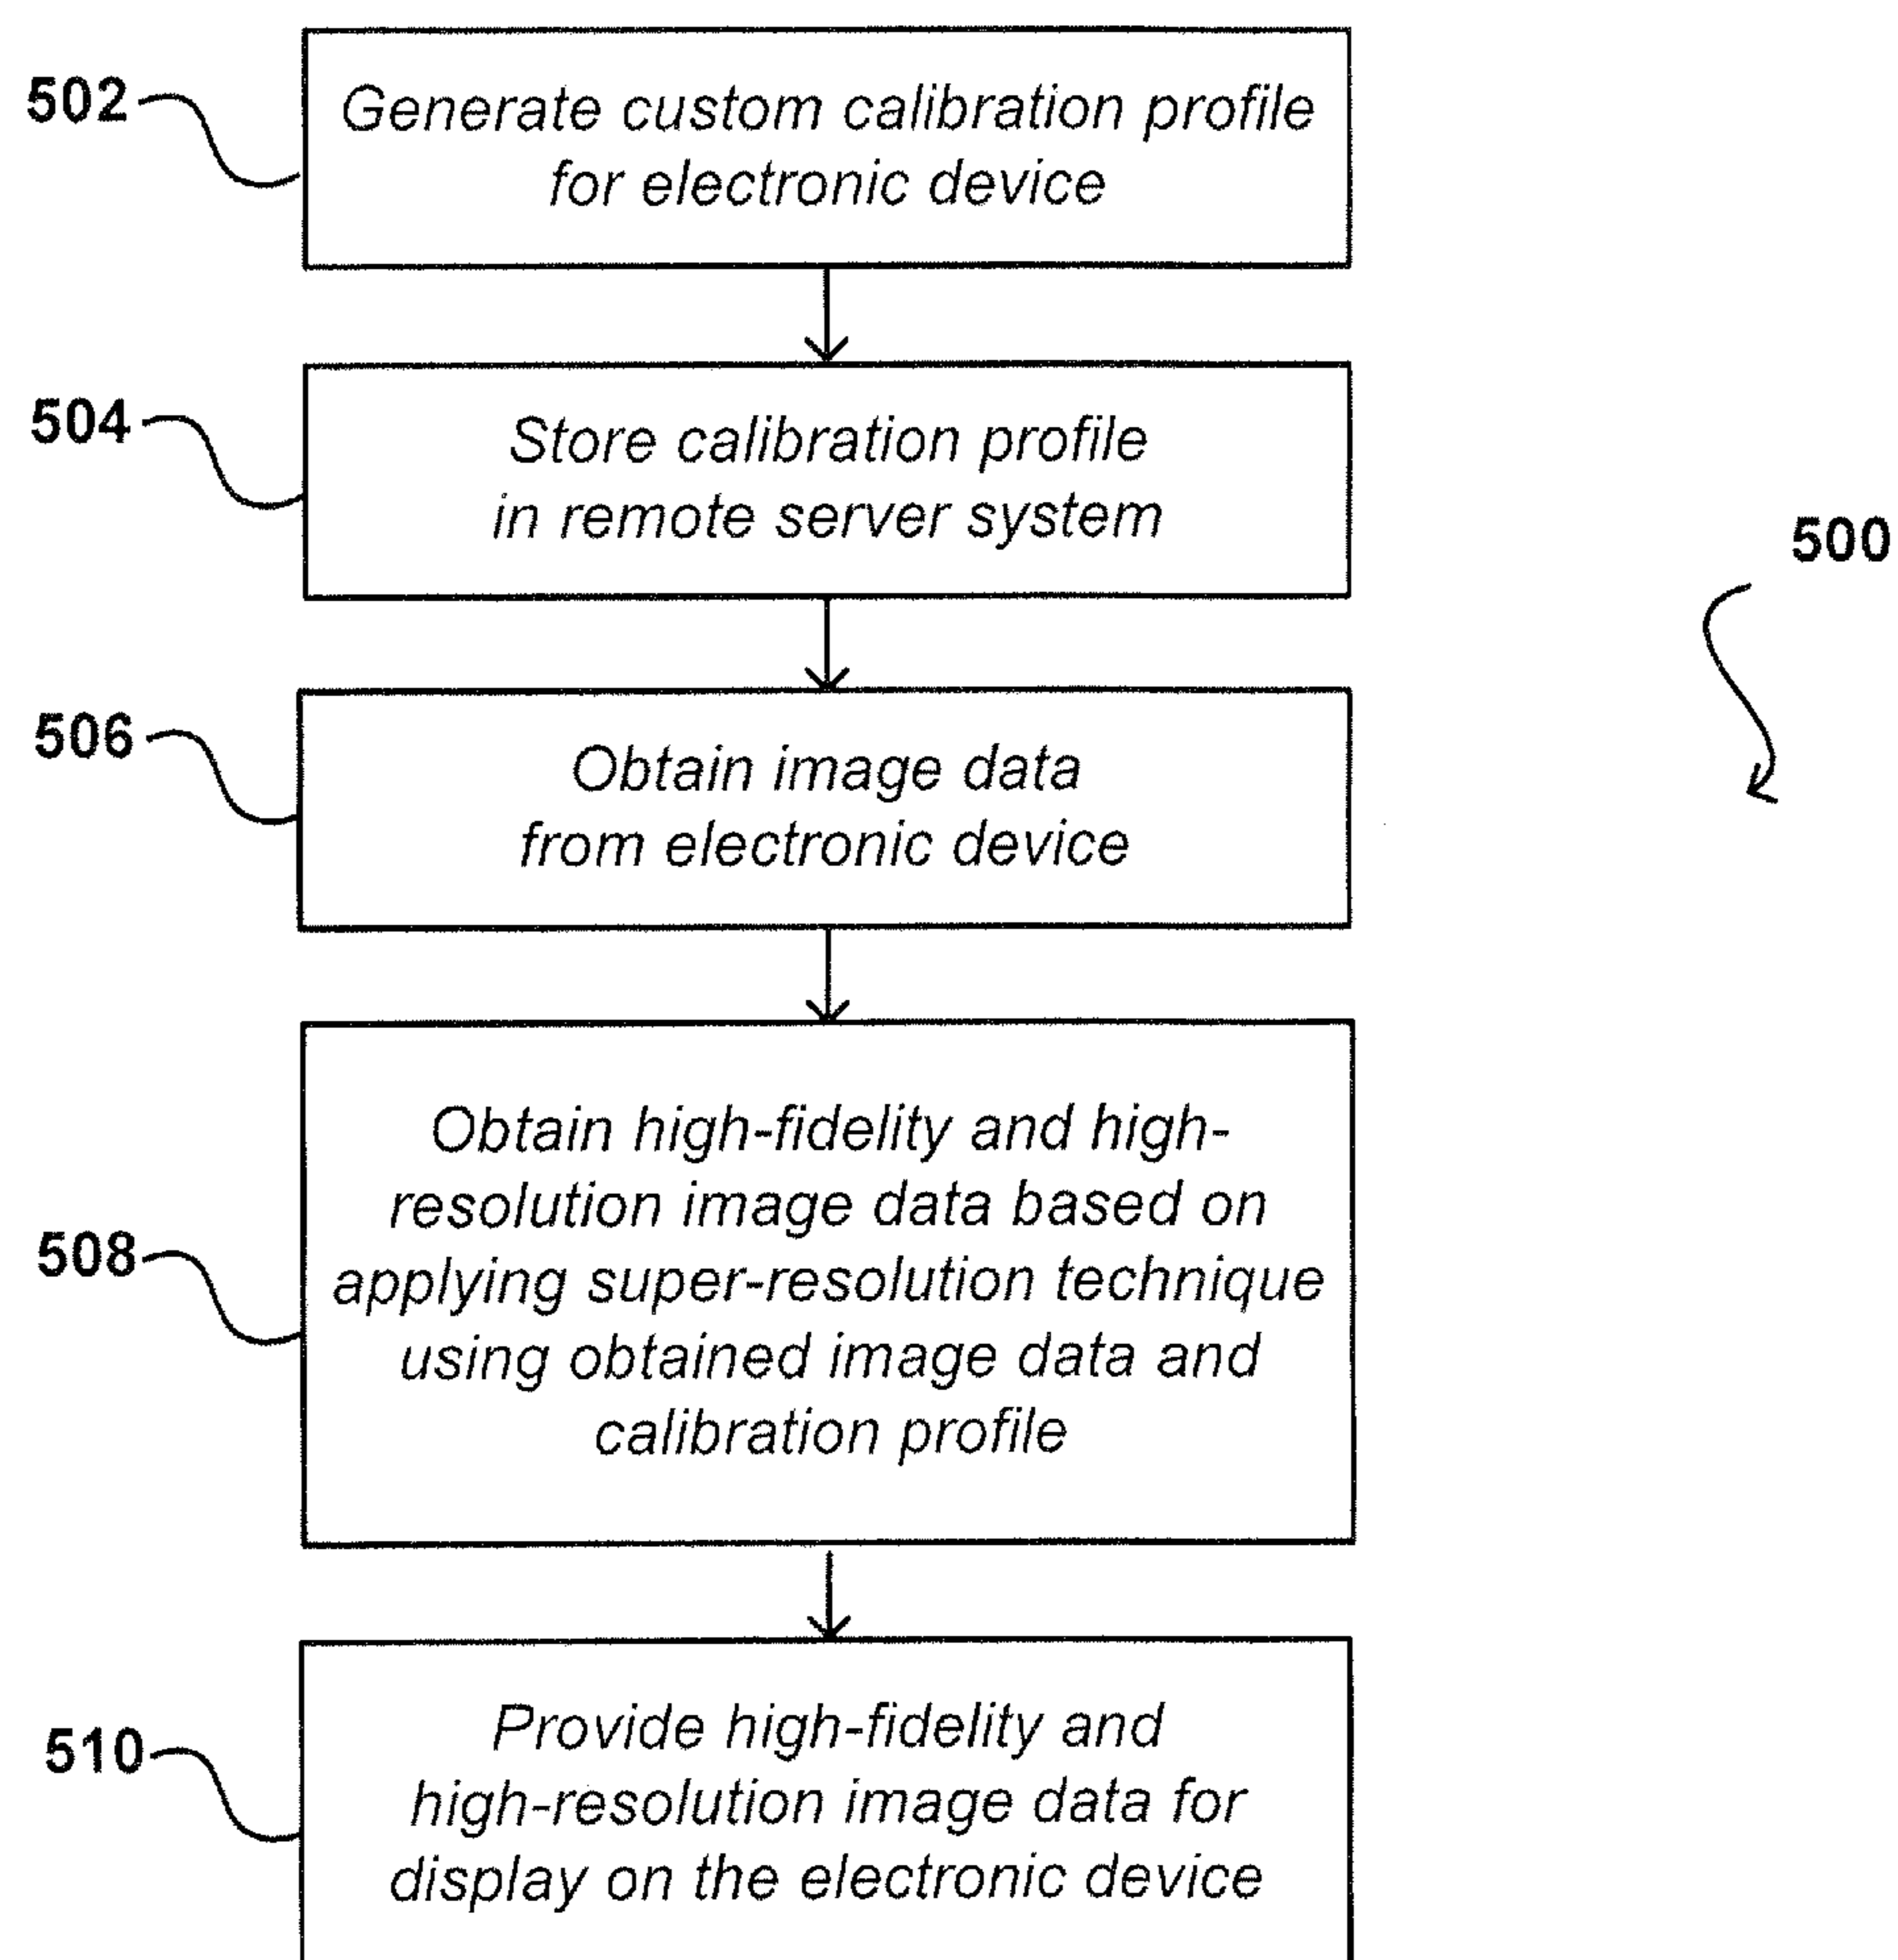 502
Generate custom calibration profile
for electronic device
504
Store calibration profile
in remote server system
500
506
Obtain image data
from electronic device
508
Obtain high-fidelity and high-
resolution image data based on
applying super-resolution technique
using obtained image data and
calibration profile
510
Provide high-fidelity and
high-resolution image data for
display on the electronic device